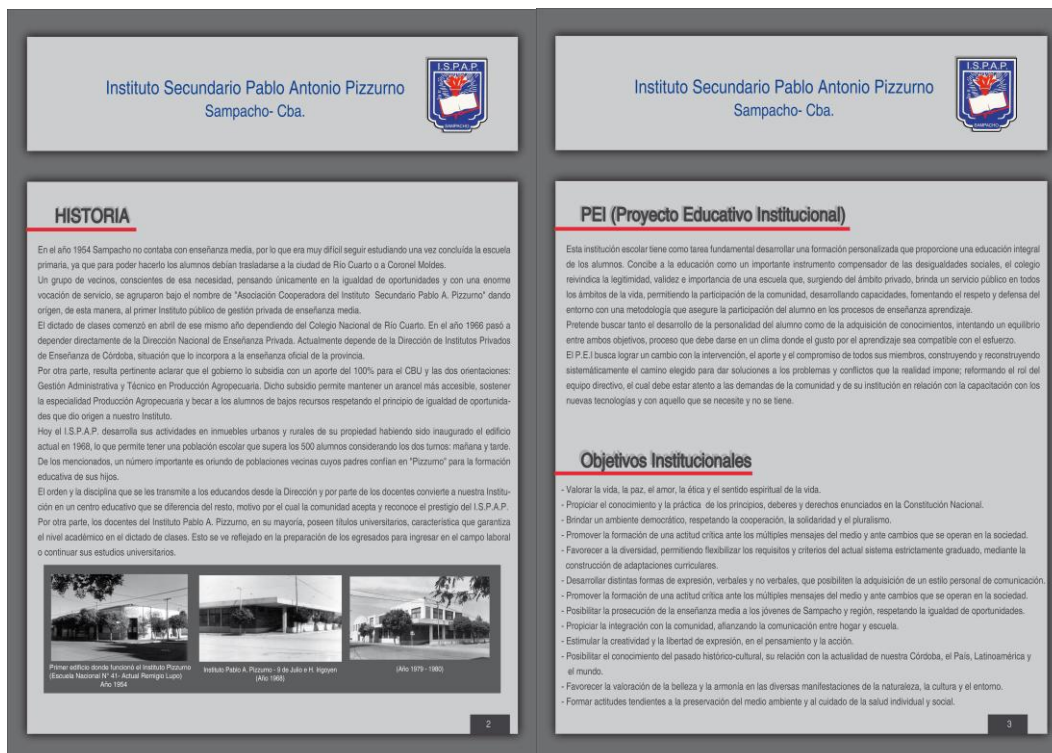 Instituto Secundario Pablo Antonio Pizzurno
Sampacho- Cba.
I.S.P.A.P.
SAMPACHO
HISTORIA
En el año 1954 Sampacho no contaba con enseñanza media, por lo que era muy difícil seguir estudiando una vez concluída la escuela
primaria, ya que para poder hacerlo los alumnos debían trasladarse a la ciudad de Río Cuarto o a Coronel Moldes.
Un grupo de vecinos, conscientes de esa necesidad, pensando únicamente en la igualdad de oportunidades y con una enorme
vocación de servicio, se agruparon bajo el nombre de "Asociación Cooperadora del Instituto Secundario Pablo A. Pizzurno" dando
origen, de esta manera, al primer Instituto público de gestión privada de enseñanza media.
El dictado de clases comenzó en abril de ese mismo año dependiendo del Colegio Nacional de Río Cuarto. En el año 1966 pasó a
depender directamente de la Dirección Nacional de Enseñanza Privada. Actualmente depende de la Dirección de Institutos Privados
de Enseñanza de Córdoba, situación que lo incorpora a la enseñanza oficial de la provincia.
Por otra parte, resulta pertinente aclarar que el gobierno lo subsidia con un aporte del 100% para el CBU y las dos orientaciones:
Gestión Administrativa y Técnico en Producción Agropecuaria. Dicho subsidio permite mantener un arancel más accesible, sostener
la especialidad Producción Agropecuaria y becar a los alumnos de bajos recursos respetando el principio de igualdad de oportunida-
des que dio origen a nuestro Instituto.
Hoy el I.S.P.A.P. desarrolla sus actividades en inmuebles urbanos y rurales de su propiedad habiendo sido inaugurado el edificio
actual en 1968, lo que permite tener una población escolar que supera los 500 alumnos considerando los dos turnos: mañana y tarde.
De los mencionados, un número importante es oriundo de poblaciones vecinas cuyos padres confían en "Pizzurno" para la formación
educativa de sus hijos.
El orden y la disciplina que se les transmite a los educandos desde la Dirección y por parte de los docentes convierte a nuestra Institu-
ción en un centro educativo que se diferencia del resto, motivo por el cual la comunidad acepta y reconoce el prestigio del I.S.P.A.P.
Por otra parte, los docentes del Instituto Pablo A. Pizzurno, en su mayoría, poseen títulos universitarios, característica que garantiza
el nivel académico en el dictado de clases. Esto se ve reflejado en la preparación de los egresados para ingresar en el campo laboral
o continuar sus estudios universitarios.
Primer edificio donde funcionó el Instituto Pizzurno
(Escuela Nacional N° 41- Actual Remigio Lupo)
Año 1954
Instituto Pablo A. Pizzurno - 9 de Julio e H. Irigoyen
(Año 1968)
(Año 1979 - 1980)
2
Instituto Secundario Pablo Antonio Pizzurno
Sampacho- Cba.
I.S.P.A.P.
SAMPACHO
PEI (Proyecto Educativo Institucional)
Esta institución escolar tiene como tarea fundamental desarrollar una formación personalizada que proporcione una educación integral
de los alumnos. Concibe a la educación como un importante instrumento compensador de las desigualdades sociales, el colegio
reivindica la legitimidad, validez e importancia de una escuela que, surgiendo del ámbito privado, brinda un servicio público en todos
los ámbitos de la vida, permitiendo la participación de la comunidad, desarrollando capacidades, fomentando el respeto y defensa del
entorno con una metodología que asegure la participación del alumno en los procesos de enseñanza aprendizaje.
Pretende buscar tanto el desarrollo de la personalidad del alumno como de la adquisición de conocimientos, intentando un equilibrio
entre ambos objetivos, proceso que debe darse en un clima donde el gusto por el aprendizaje sea compatible con el esfuerzo.
El P.E.I busca lograr un cambio con la intervención, el aporte y el compromiso de todos sus miembros, construyendo y reconstruyendo
sistemáticamente el camino elegido para dar soluciones a los problemas y conflictos que la realidad impone; reformando el rol del
equipo directivo, el cual debe estar atento a las demandas de la comunidad y de su institución en relación con la capacitación con los
nuevas tecnologías y con aquello que se necesite y no se tiene.
Objetivos Institucionales
- Valorar la vida, la paz, el amor, la ética y el sentido espiritual de la vida.
- Propiciar el conocimiento y la práctica de los principios, deberes y derechos enunciados en la Constitución Nacional.
- Brindar un ambiente democrático, respetando la cooperación, la solidaridad y el pluralismo.
- Promover la formación de una actitud crítica ante los múltiples mensajes del medio y ante cambios que se operan en la sociedad.
- Favorecer a la diversidad, permitiendo flexibilizar los requisitos y criterios del actual sistema estrictamente graduado, mediante la
construcción de adaptaciones curriculares.
- Desarrollar distintas formas de expresión, verbales y no verbales, que posibiliten la adquisición de un estilo personal de comunicación.
- Promover la formación de una actitud crítica ante los múltiples mensajes del medio y ante cambios que se operan en la sociedad.
- Posibilitar la prosecución de la enseñanza media a los jóvenes de Sampacho y región, respetando la igualdad de oportunidades.
- Propiciar la integración con la comunidad, afianzando la comunicación entre hogar y escuela.
- Estimular la creatividad y la libertad de expresión, en el pensamiento y la acción.
- Posibilitar el conocimiento del pasado histórico-cultural, su relación con la actualidad de nuestra Córdoba, el País, Latinoamérica y
el mundo.
- Favorecer la valoración de la belleza y la armonía en las diversas manifestaciones de la naturaleza, la cultura y el entorno.
- Formar actitudes tendientes a la preservación del medio ambiente y al cuidado de la salud individual y social.
3